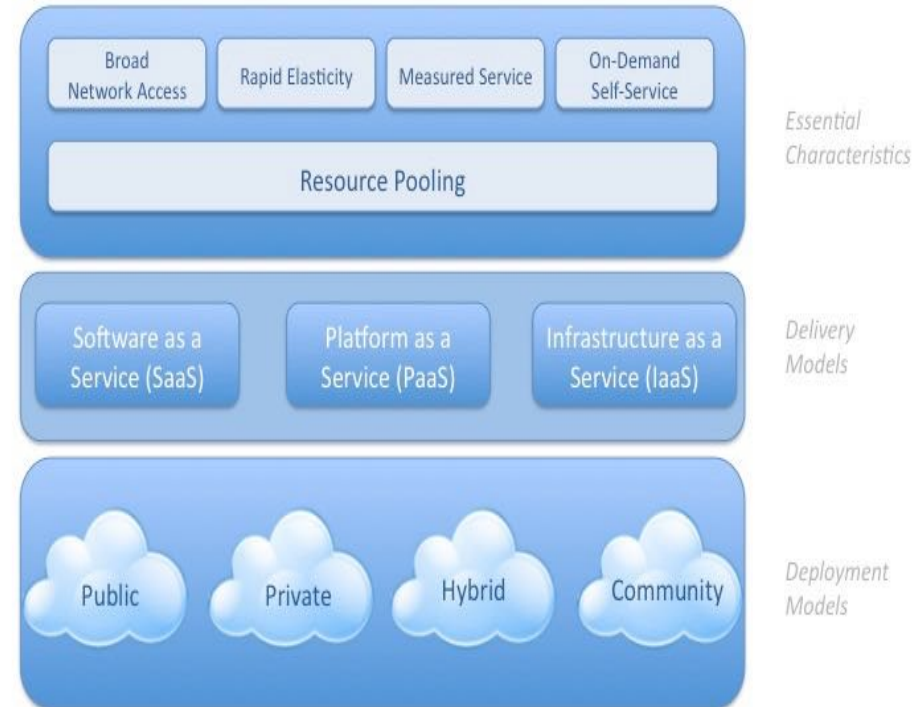 Broad
Network Access
Rapid Elasticity
Measured Service
On-Demand
Self-Service
Resource Pooling
Essential
Characteristics
Software as a
Service (SaaS)
Platform as a
Service (PaaS)
Infrastructure as a
Service (IaaS)
Delivery
Models
Public
Private
Hybrid
Community
Deployment
Models